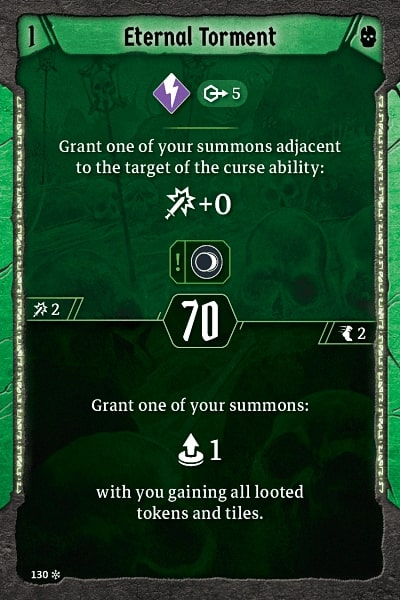 1
Eternal Torment
5
Grant one of your summons adjacent
to the target of the curse ability:
+0
!
2
70
2
Grant one of your summons:
1
with you gaining all looted
tokens and tiles.
130